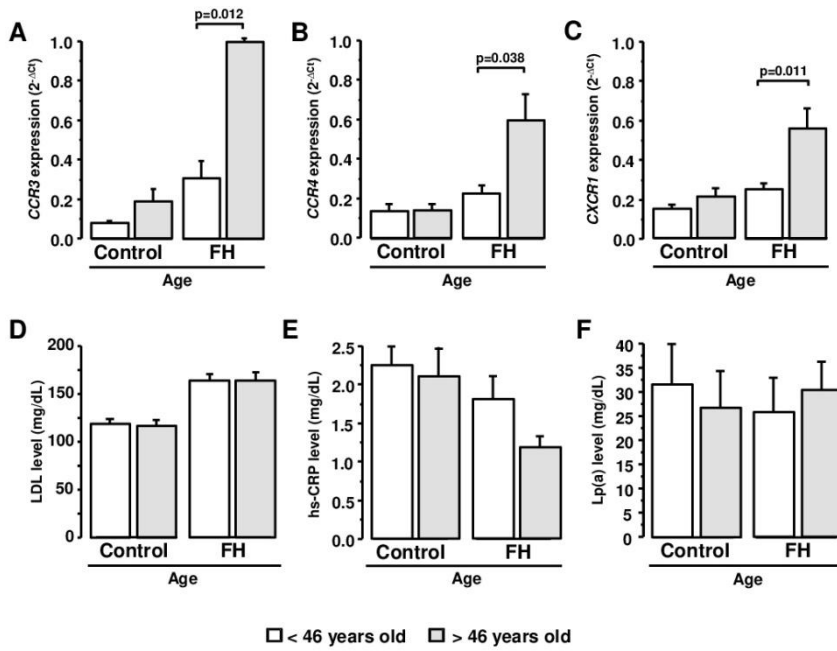 A
CCR3 expression (2-ΔCt)
1.0
0.8
0.6
0.4
0.2
0.0
p=0.012
Control FH
Age
B
CCR4 expression (2-ΔCt)
1.0
0.8
0.6
0.4
0.2
0.0
p=0.038
Control FH
Age
C
CXCR1 expression (2-ΔCt)
1.0
0.8
0.6
0.4
0.2
0.0
p=0.011
Control FH
Age
D
LDL level (mg/dL)
200
150
100
50
0
Control FH
Age
E
hs-CRP level (mg/dL)
2.5
2.0
1.5
1.0
0.5
0.0
Control FH
Age
F
Lp(a) level (mg/dL)
40
35
30
25
20
15
10
5
0
Control FH
Age
< 46 years old > 46 years old